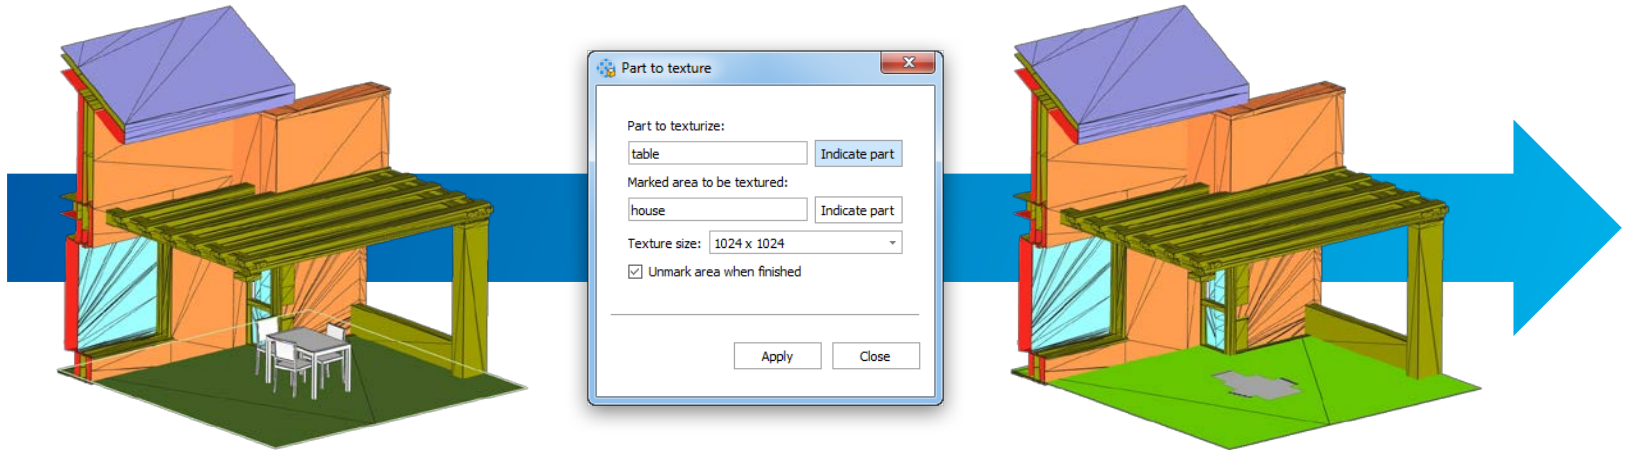 Part to texture
Part to texturize:
table
Indicate part
Marked area to be textured:
house
Indicate part
Texture size: 1024 x 1024
Unmark area when finished
Apply
Close